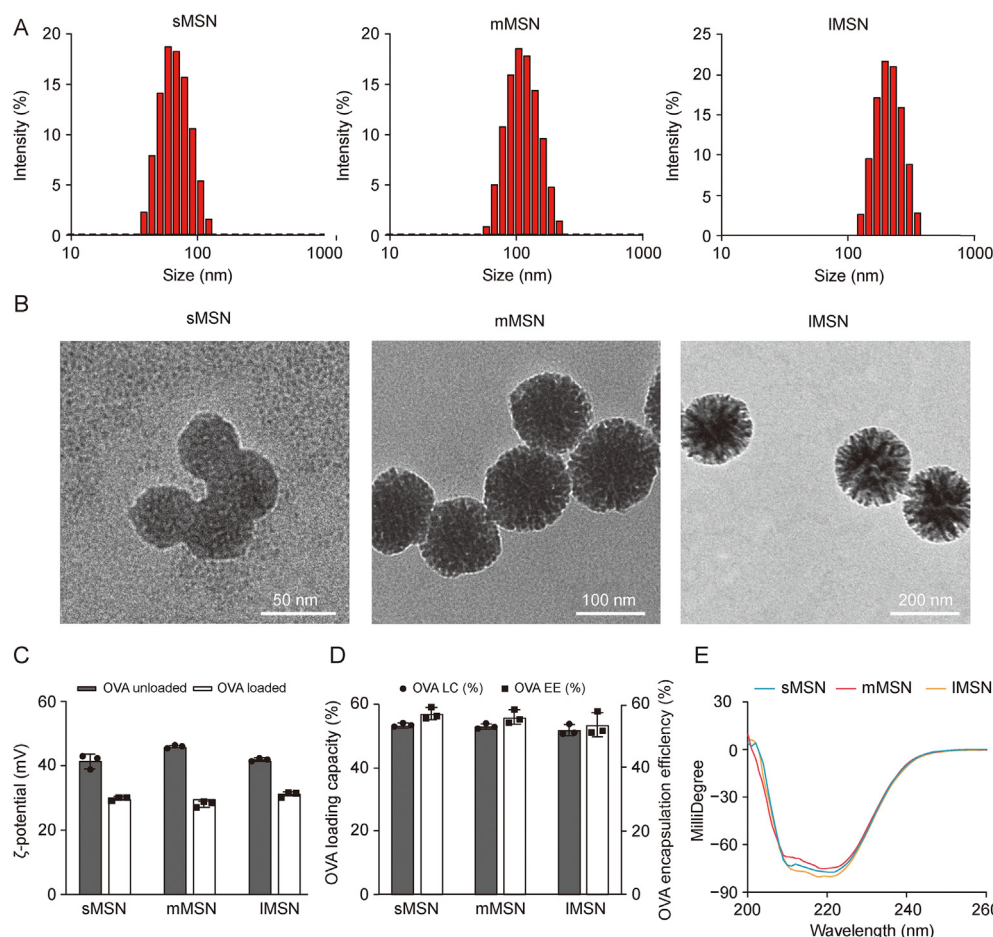 A
sMSN
mMSN
lMSN
Intensity (%)
20
15
10
5
0
10
100
1000
Size (nm)
Intensity (%)
20
15
10
5
0
10
100
1000
Size (nm)
Intensity (%)
25
20
15
10
5
0
10
100
1000
Size (nm)
B
sMSN
mMSN
lMSN
50 nm
100 nm
200 nm
C
OVA unloaded
OVA loaded
ζ-potential (mV)
60
40
20
0
sMSN
mMSN
lMSN
D
OVA LC (%)
OVA EE (%)
OVA loading capacity (%)
60
40
20
0
60
40
20
0
OVA encapsulation efficlency (%)
sMSN
mMSN
lMSN
E
sMSN
mMSN
lMSN
MilliDegree
30
0
−30
−60
−90
200
220
240
260
Wavelength (nm)